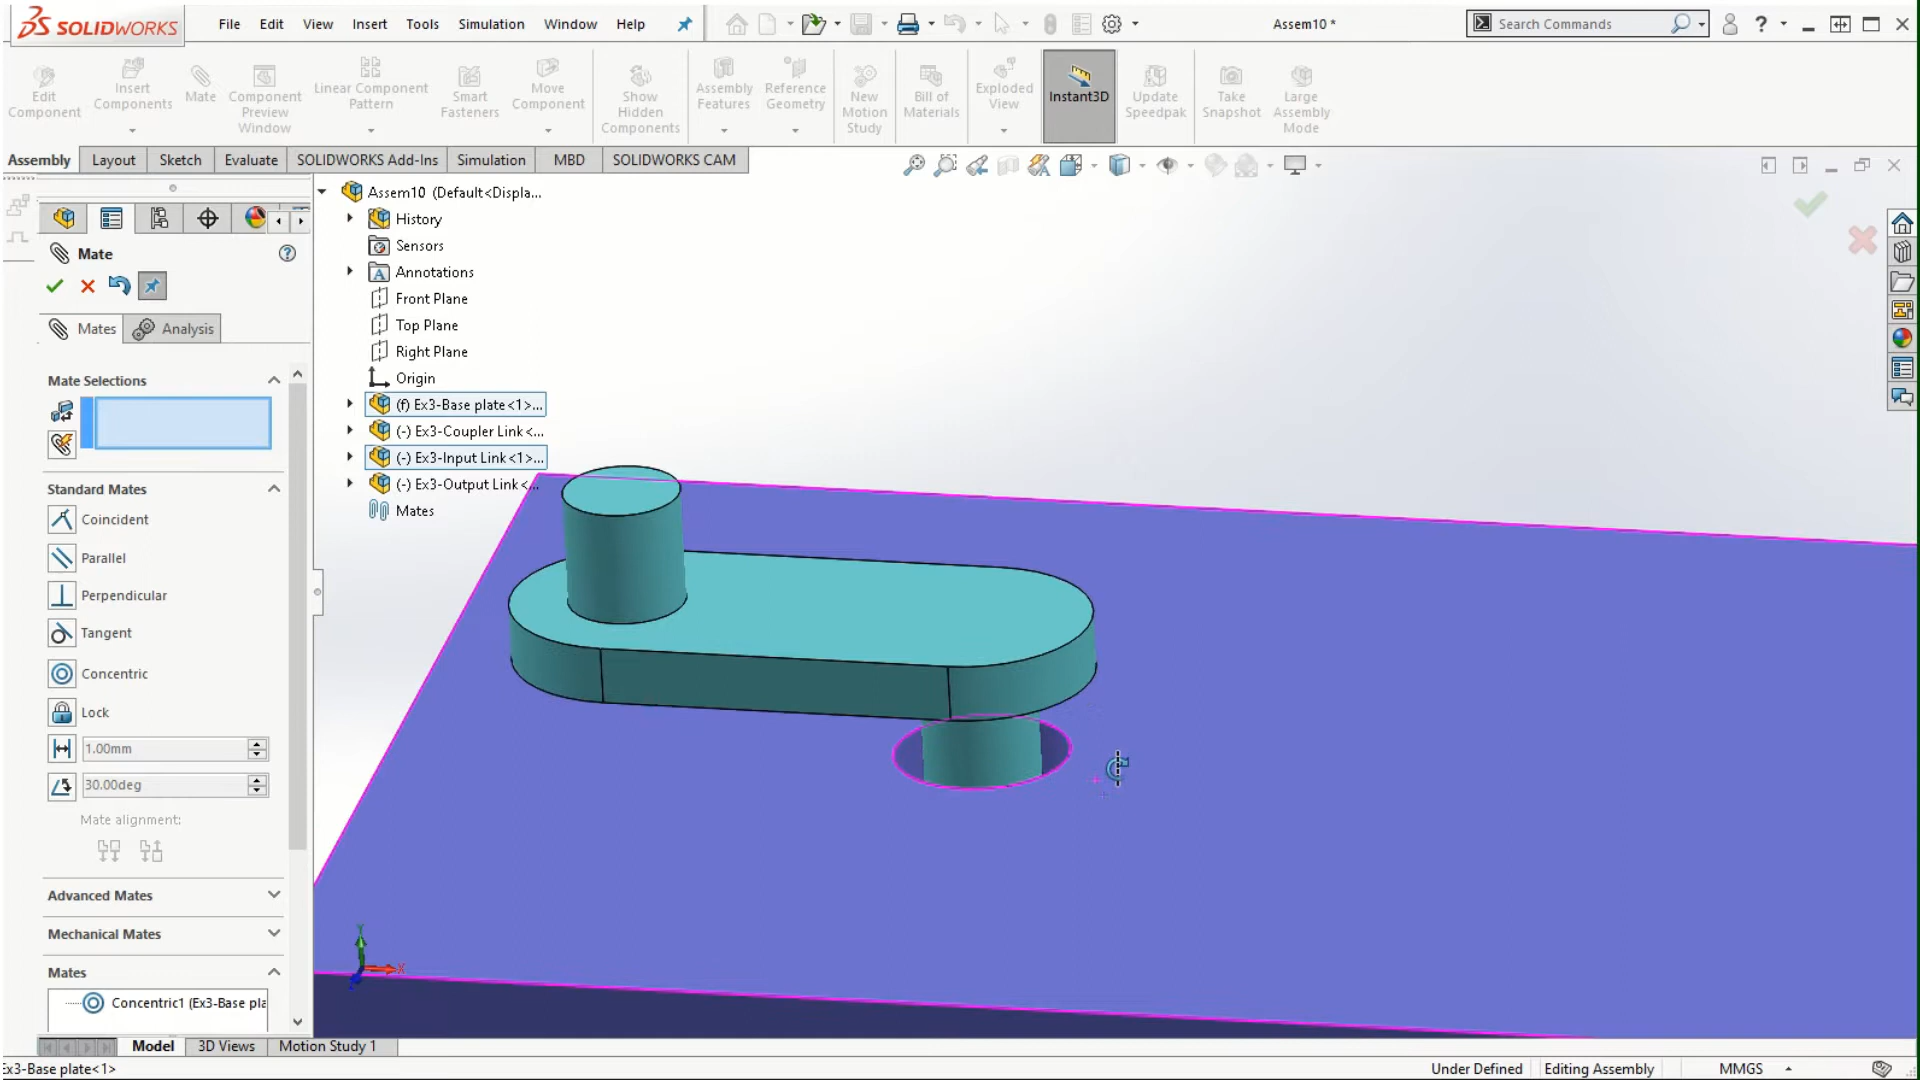 SOLIDWORKS
File Edit View Insert Tools Simulation Window Help
Assem10 *
Search Commands
Edit Component
Insert Components
Mate
Component Preview Window
Linear Component Pattern
Smart Fasteners
Move Component
Show Hidden Components
Assembly Features
Reference Geometry
New Motion Study
Bill of Materials
Exploded View
Instant3D
Update Speedpak
Take Snapshot
Large Assembly Mode
Assembly Layout Sketch Evaluate SOLIDWORKS Add-Ins Simulation MBD SOLIDWORKS CAM
Assem10 (Default<Displa...
History
Sensors
Annotations
Front Plane
Top Plane
Right Plane
Origin
(f) Ex3-Base plate<1>...
(-) Ex3-Coupler Link<...
(-) Ex3-Input Link<1>...
(-) Ex3-Output Link<...
Mates
Mate
Mates Analysis
Mate Selections
Standard Mates
Coincident
Parallel
Perpendicular
Tangent
Concentric
Lock
1.00mm
30.00deg
Mate alignment:
Advanced Mates
Mechanical Mates
Mates
Concentric1 (Ex3-Base pla
Y
X
Model 3D Views Motion Study 1
Ex3-Base plate<1>
Under Defined Editing Assembly MMGS